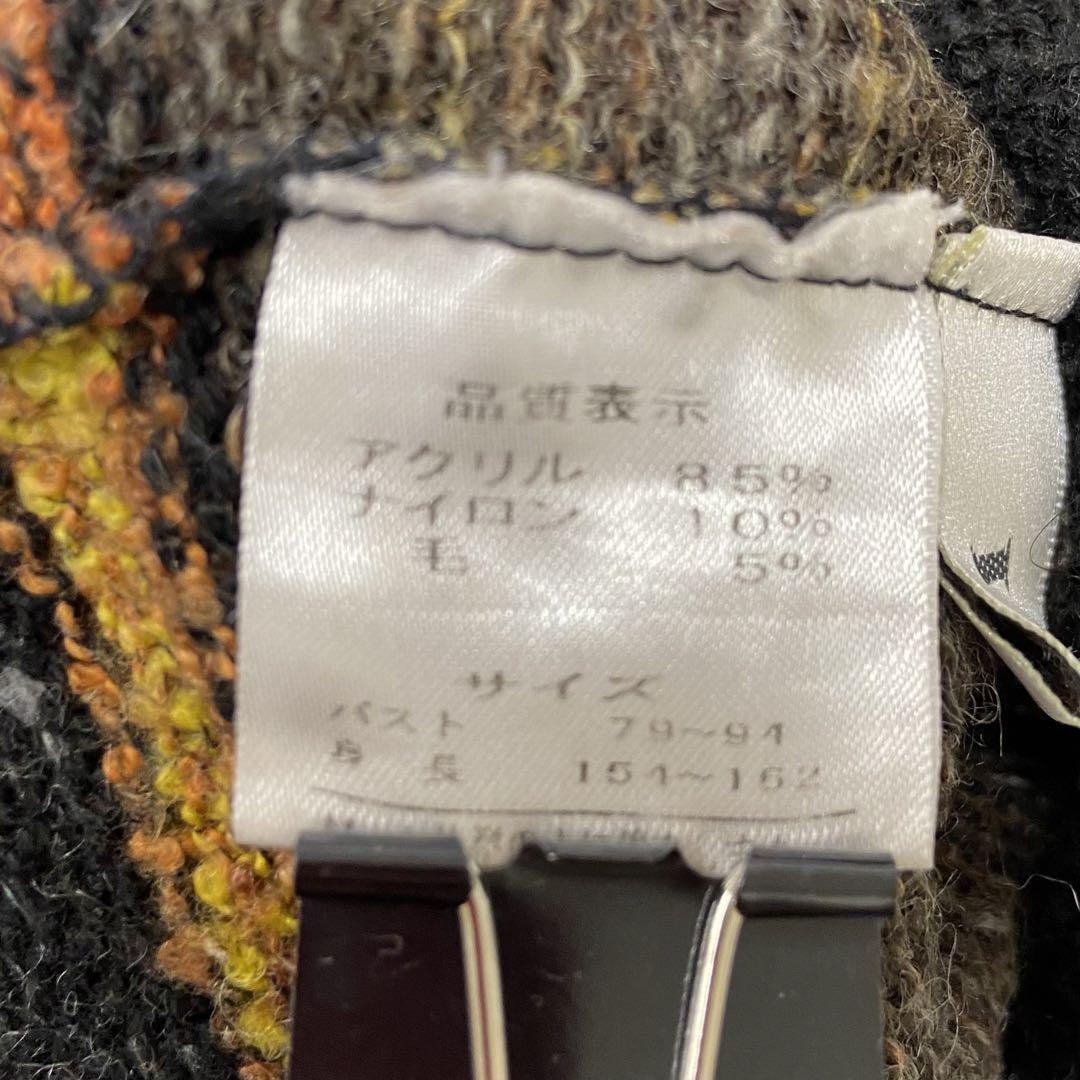 品質表示
アクリル 85%
ナイロン 10%
毛 5%
サイズ
バスト 79~94
身長 154~162